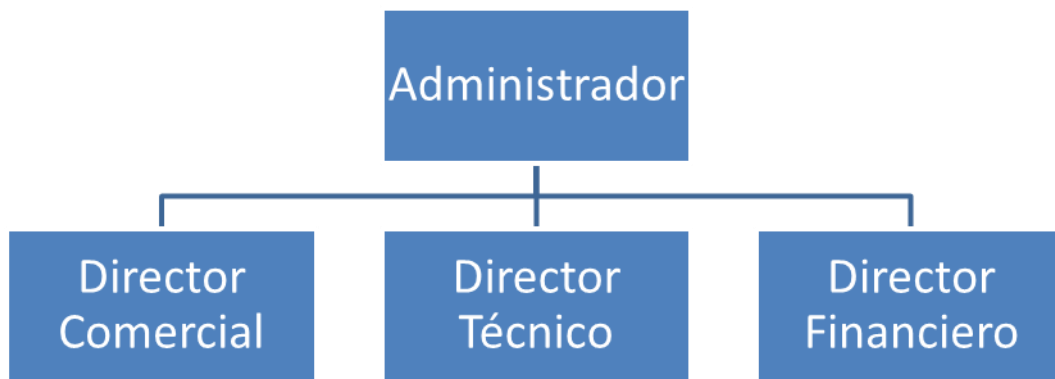 Administrador
Director
Comercial
Director
Técnico
Director
Financiero